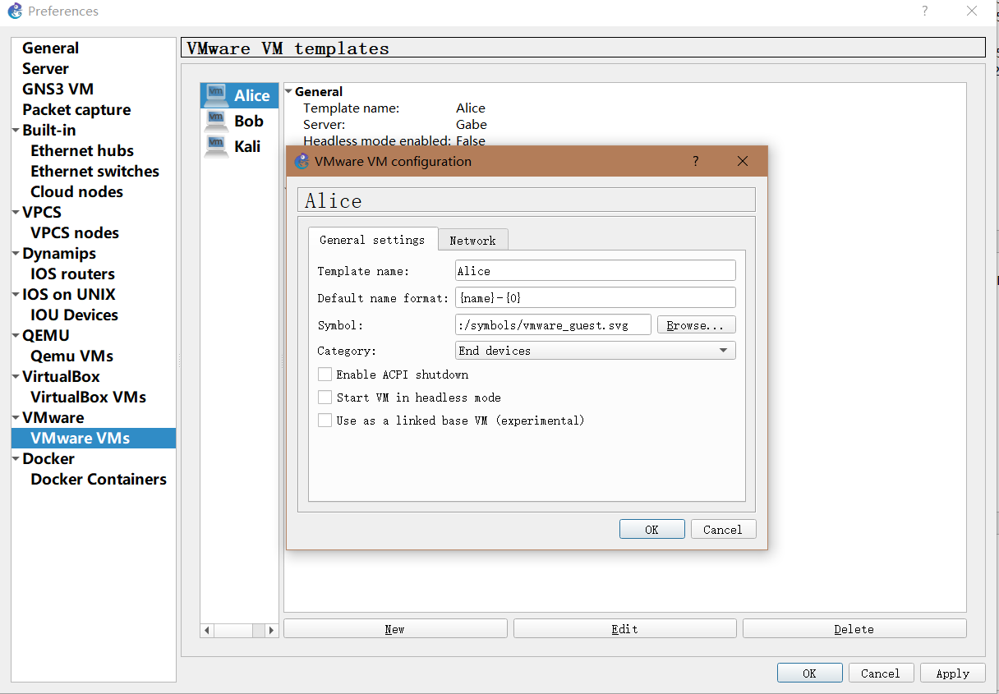 Preferences
General
Server
GNS3 VM
Packet capture
Built-in
Ethernet hubs
Ethernet switches
Cloud nodes
VPCS
VPCS nodes
Dynamips
IOS routers
IOS on UNIX
IOU Devices
QEMU
Qemu VMs
VirtualBox
VirtualBox VMs
VMware
VMware VMs
Docker
Docker Containers
VMware VM templates
vm Alice
vm Bob
vm Kali
General
Template name: Alice
Server: Gabe
Headless mode enabled: False
VMware VM configuration ?
Alice
General settings Network
Template name: Alice
Default name format: {name}-{0}
Symbol: :/symbols/vmware_guest.svg Browse...
Category: End devices
Enable ACPI shutdown
Start VM in headless mode
Use as a linked base VM (experimental)
OK Cancel
New Edit Delete
OK Cancel Apply